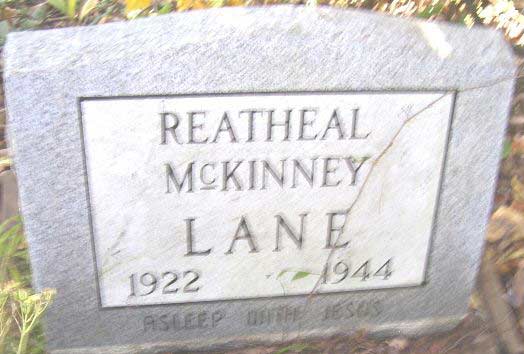 REATHEAL
McKINNEY
LANE
1922 1944
ASLEEP WITH JESUS